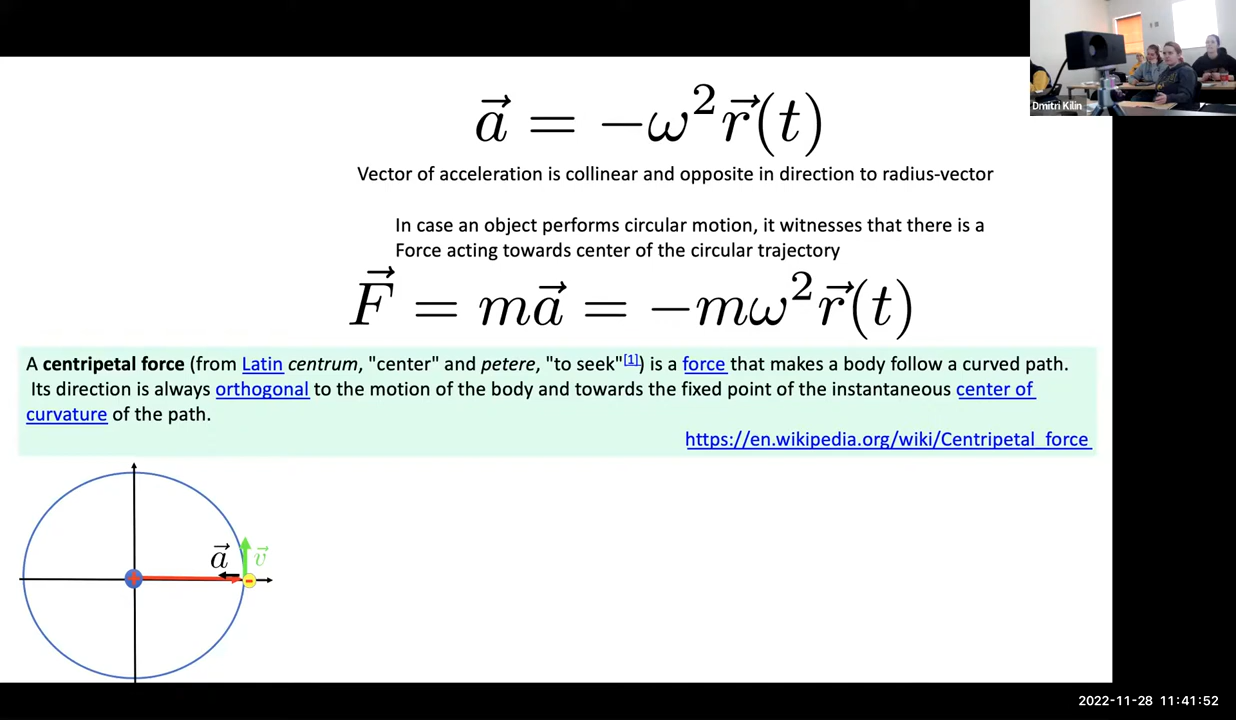 Dmitri Kilin
a⃗ = −ω²r⃗(t)
Vector of acceleration is collinear and opposite in direction to radius-vector
In case an object performs circular motion, it witnesses that there is a
Force acting towards center of the circular trajectory
F⃗ = ma⃗ = −mω²r⃗(t)
A centripetal force (from Latin centrum, "center" and petere, "to seek"[1]) is a force that makes a body follow a curved path.
Its direction is always orthogonal to the motion of the body and towards the fixed point of the instantaneous center of
curvature of the path.
https://en.wikipedia.org/wiki/Centripetal_force
a⃗ v⃗
+ -
2022-11-28 11:41:52